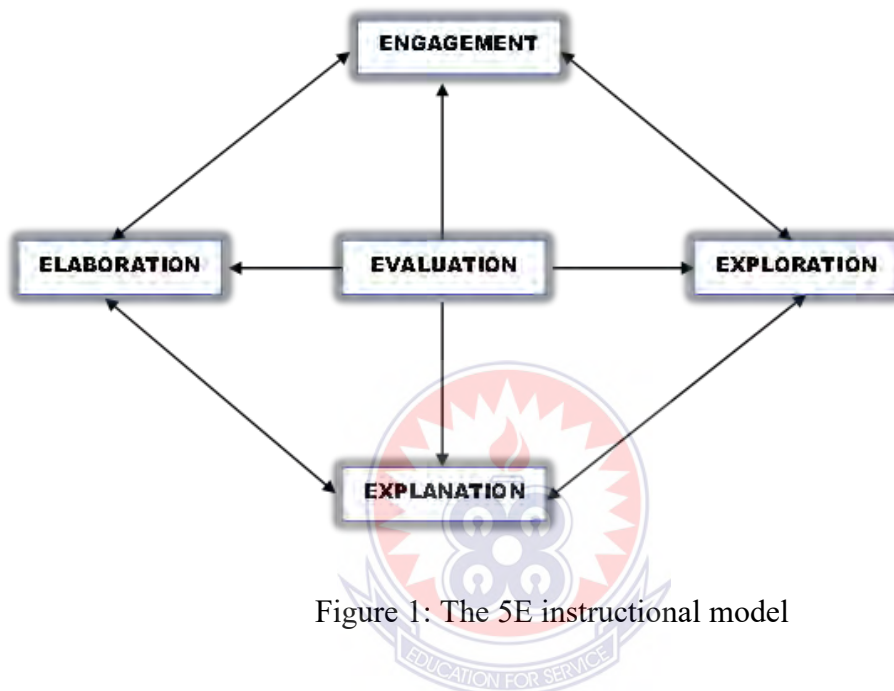 ENGAGEMENT
ELABORATION
EVALUATION
EXPLORATION
EXPLANATION
Figure 1: The 5E instructional model
EDUCATION FOR SERVICE